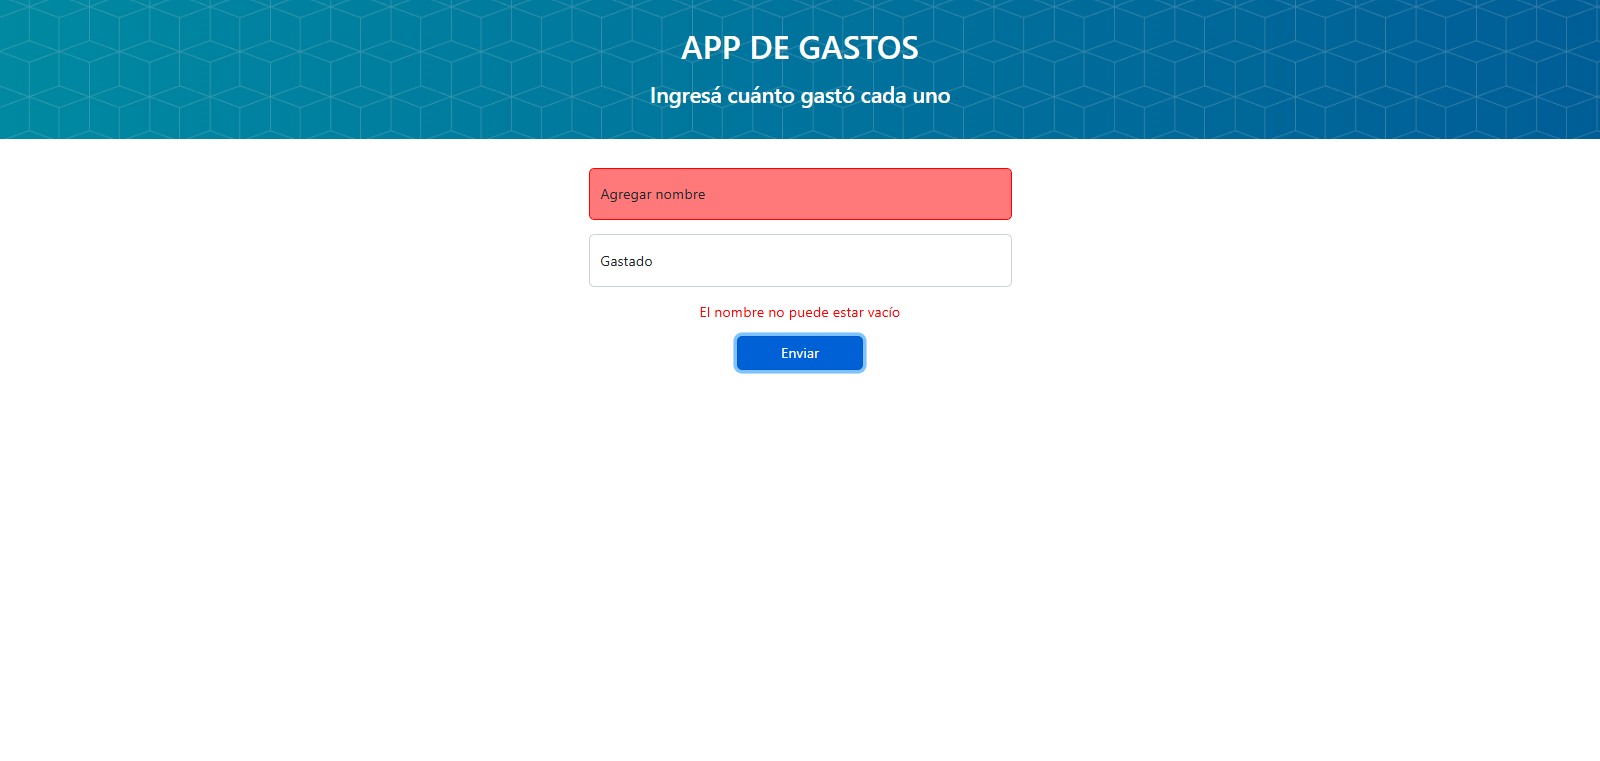 APP DE GASTOS
Ingresá cuánto gastó cada uno
Agregar nombre
Gastado
El nombre no puede estar vacío
Enviar